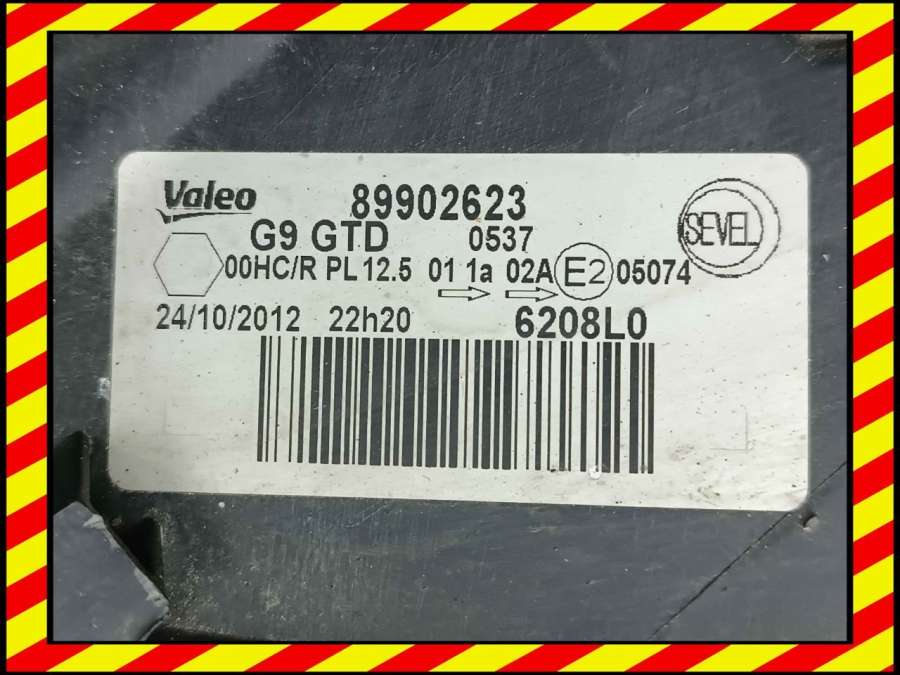 Valeo 89902623
G9 GTD 0537 SEVEL
00HC/R PL 12.5 01 1a 02A E2 05074
24/10/2012 22h20 6208L0